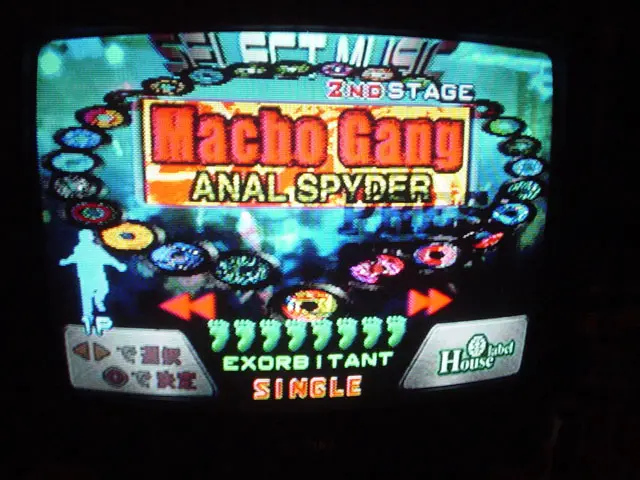 SELECT MUSIC
2ND STAGE
Macho Gang
ANAL SPYDER
1P
EXORBITANT
SINGLE
◀▶で選択
◎で決定
House label